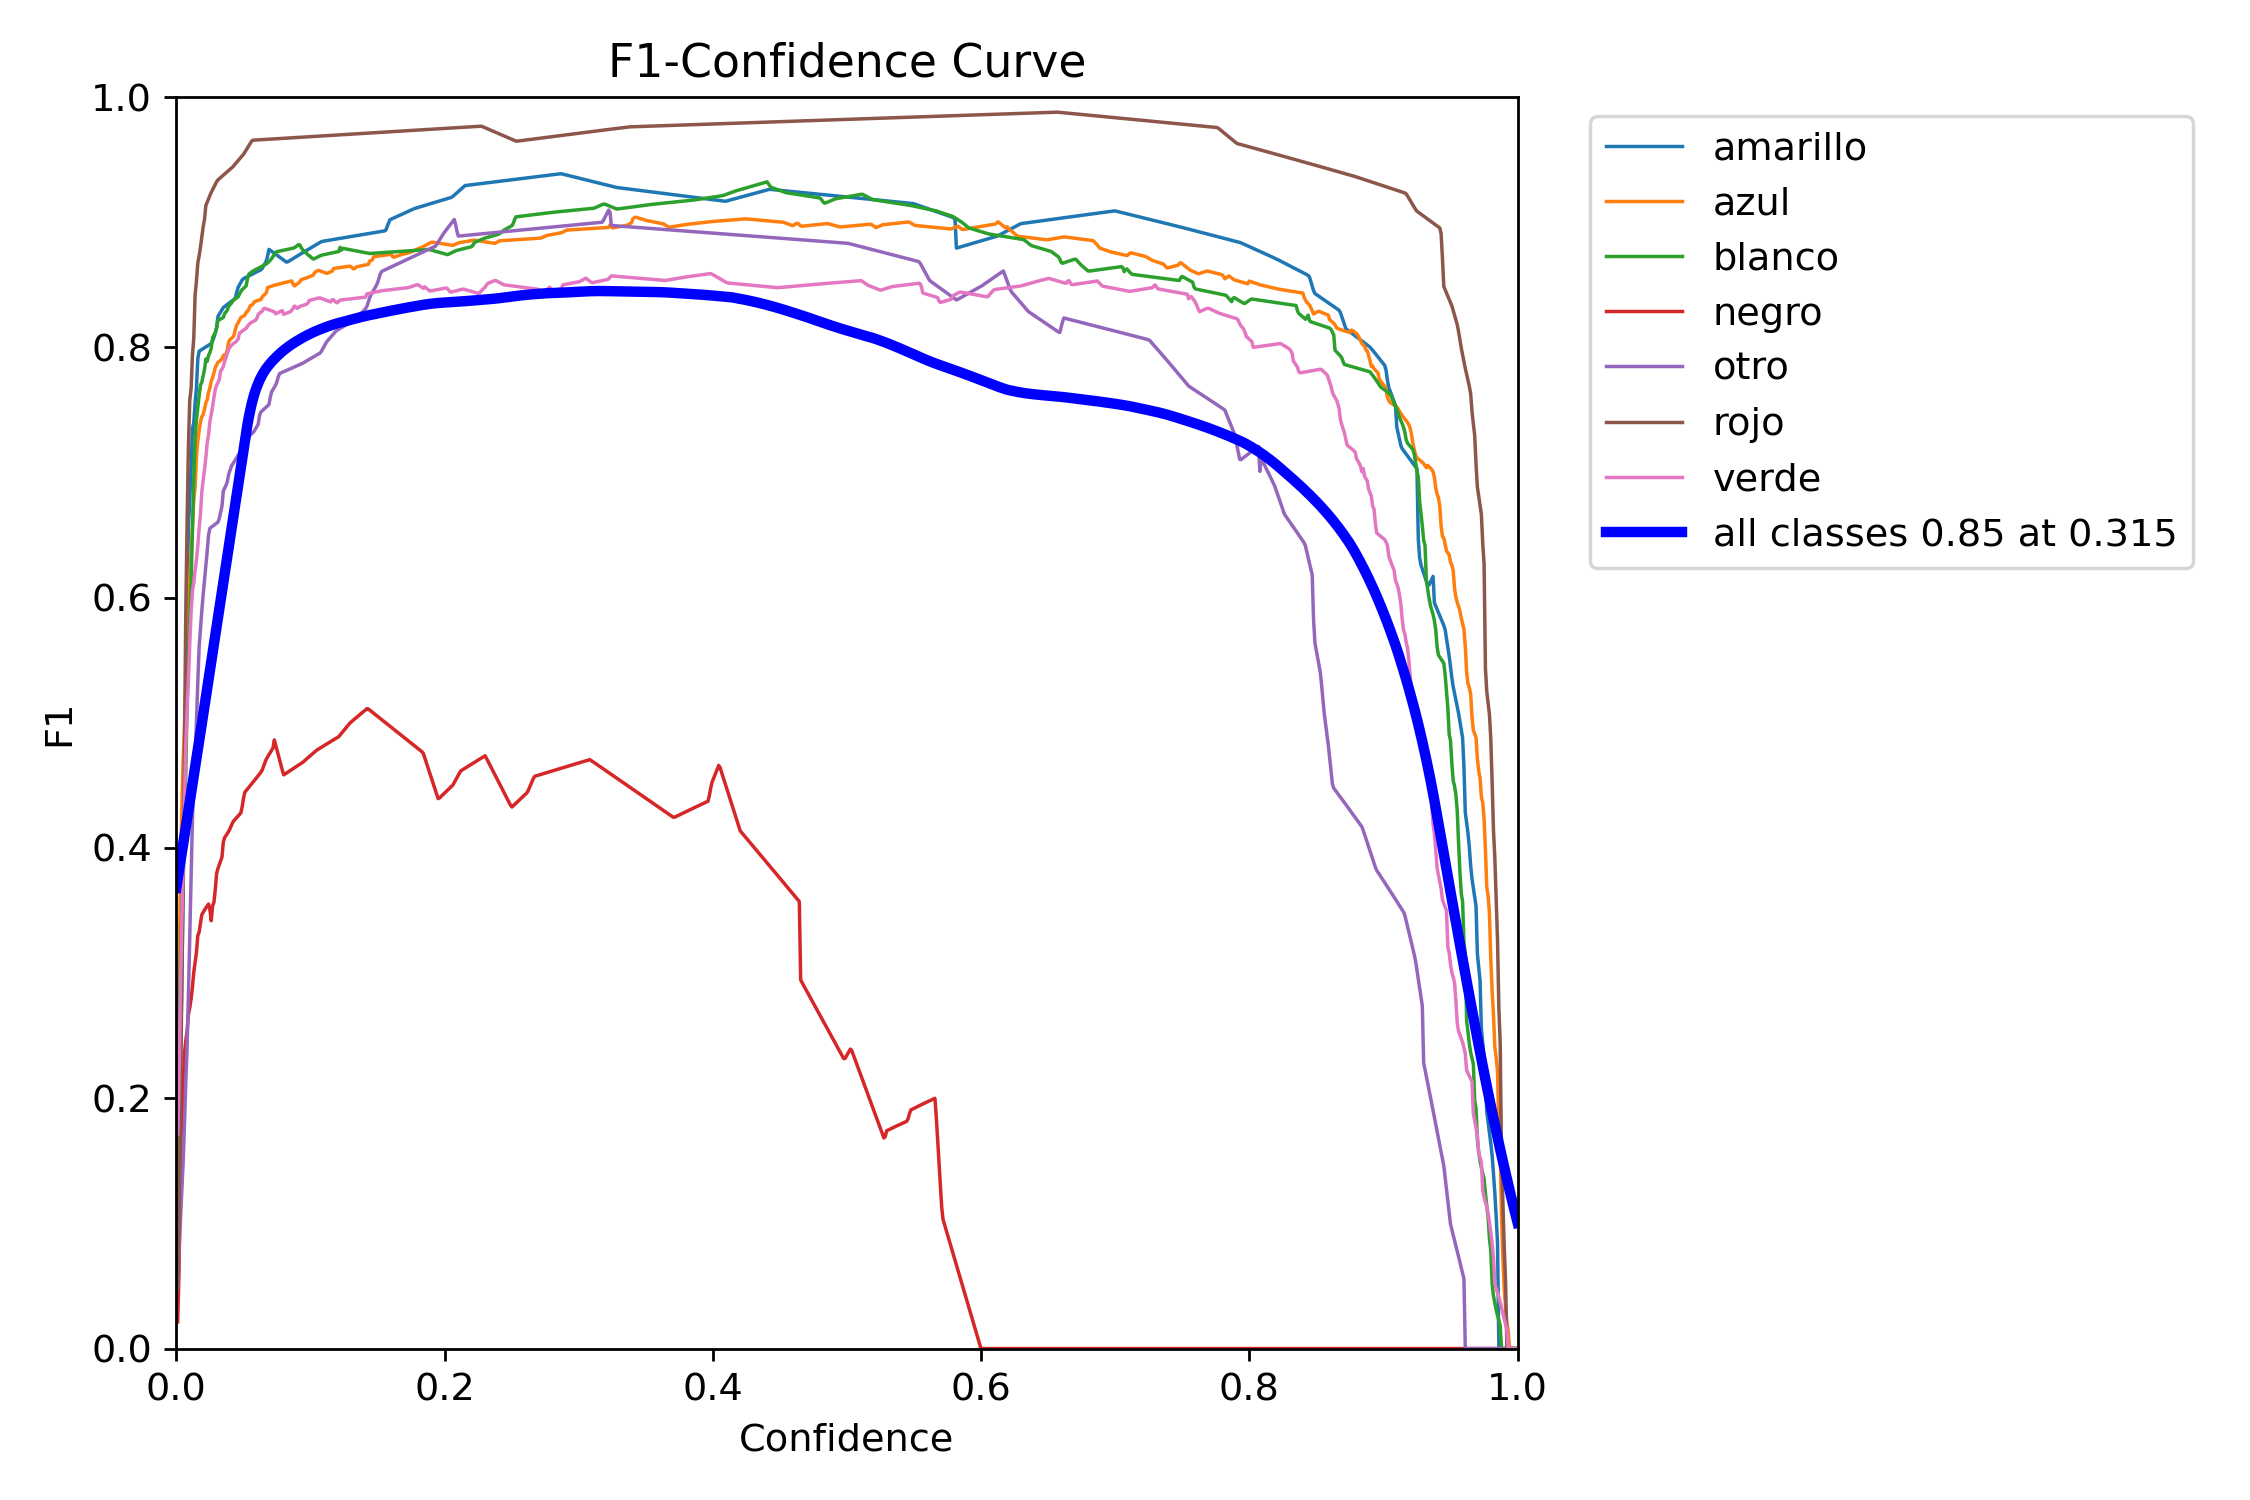 F1-Confidence Curve
1.0
0.8
0.6
0.4
0.2
0.0
F1
0.0 0.2 0.4 0.6 0.8 1.0
Confidence
amarillo
azul
blanco
negro
otro
rojo
verde
all classes 0.85 at 0.315